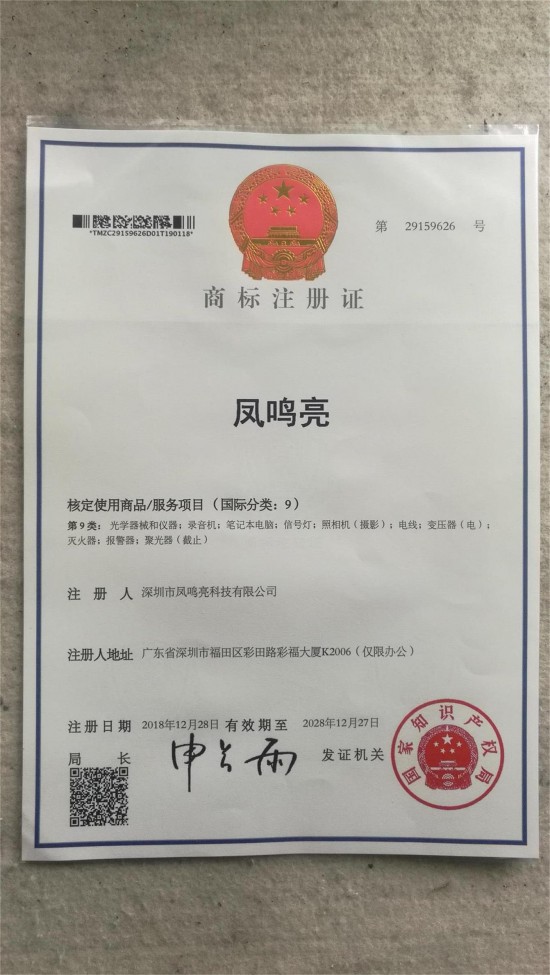 *TMZC29159626D01T190118*
第 29159626 号
商标注册证
凤鸣亮
核定使用商品/服务项目（国际分类：9）
第9类：光学器械和仪器；录音机；笔记本电脑；信号灯；照相机（摄影）；电线；变压器（电）；
灭火器；报警器；聚光器（截止）
注册人 深圳市凤鸣亮科技有限公司
注册人地址 广东省深圳市福田区彩田路彩福大厦K2006（仅限办公）
注册日期 2018年12月28日 有效期至 2028年12月27日
局长 申长雨 发证机关
国家知识产权局